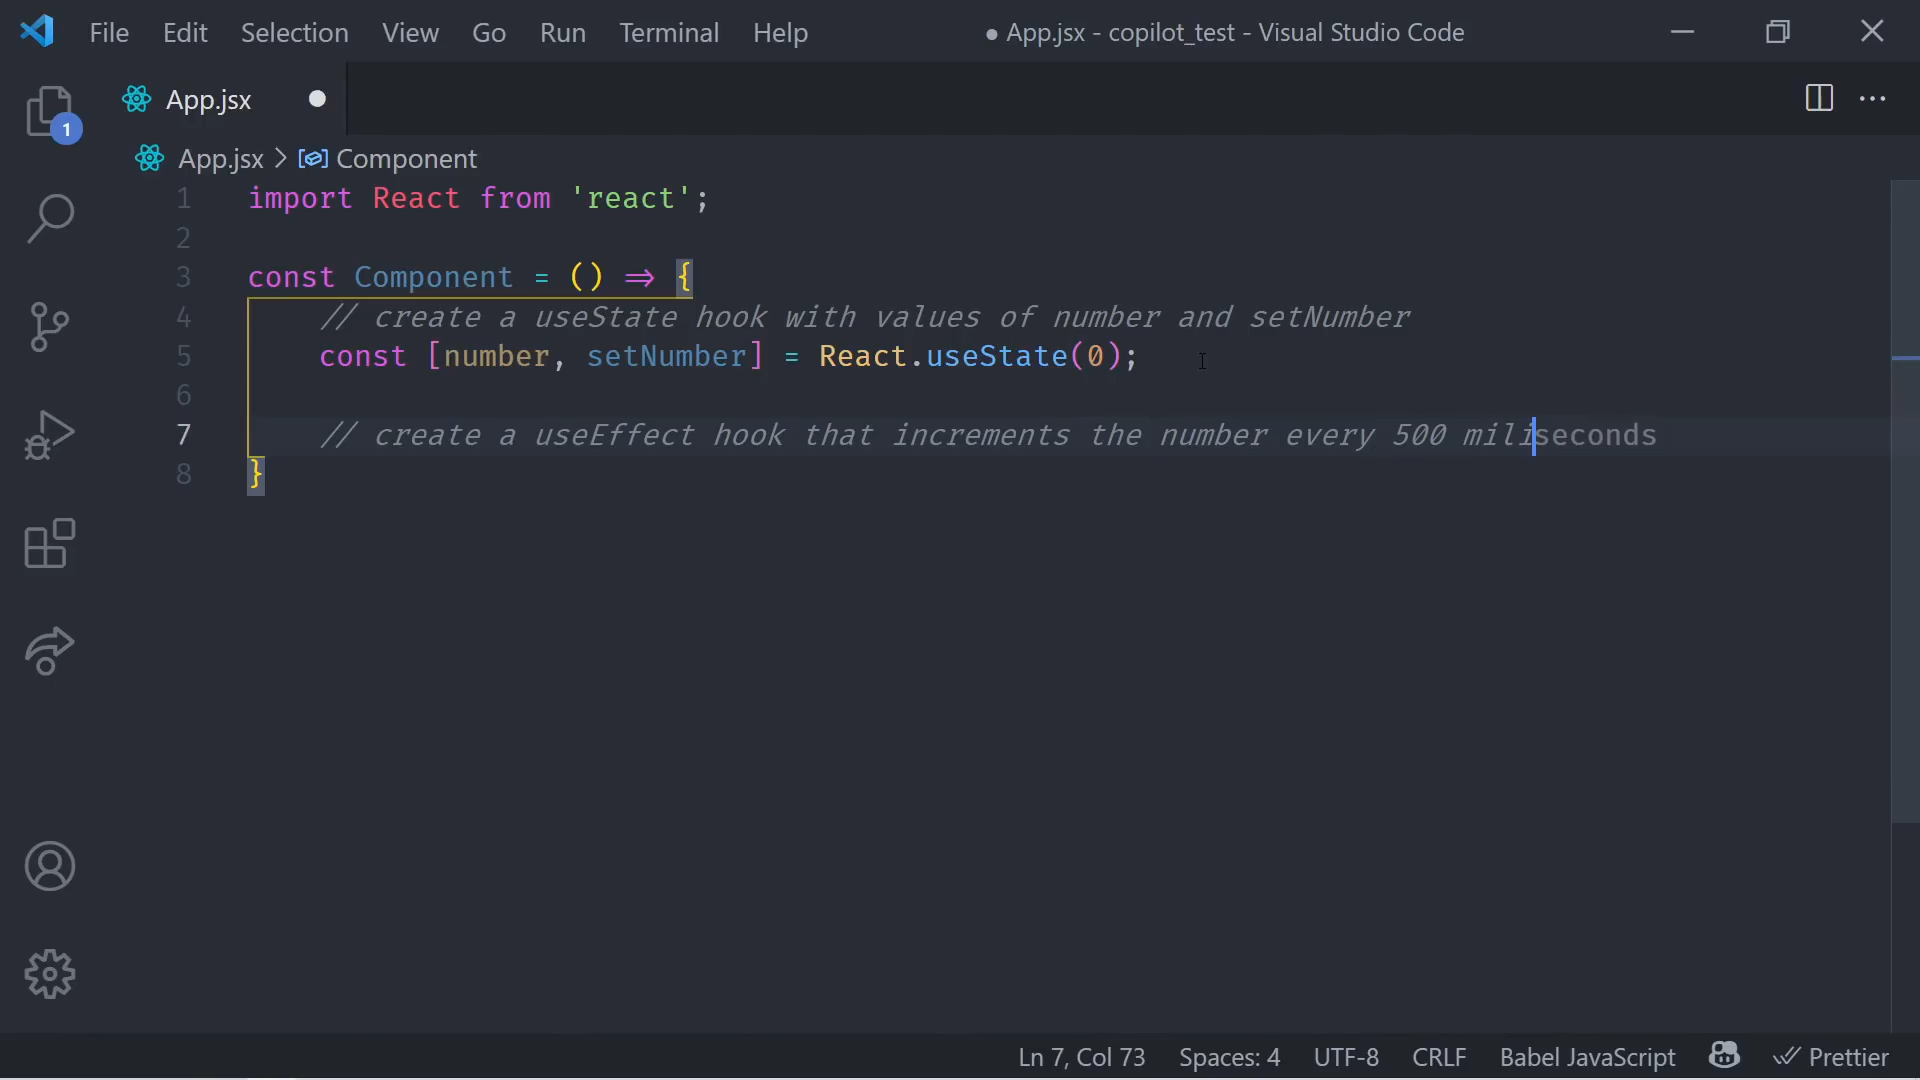 File Edit Selection View Go Run Terminal Help ● App.jsx - copilot_test - Visual Studio Code
App.jsx
1
App.jsx > Component
1 import React from 'react';
2
3 const Component = () => {
4 // create a useState hook with values of number and setNumber
5 const [number, setNumber] = React.useState(0);
6
7 // create a useEffect hook that increments the number every 500 miliseconds
8 }
Ln 7, Col 73 Spaces: 4 UTF-8 CRLF Babel JavaScript Prettier